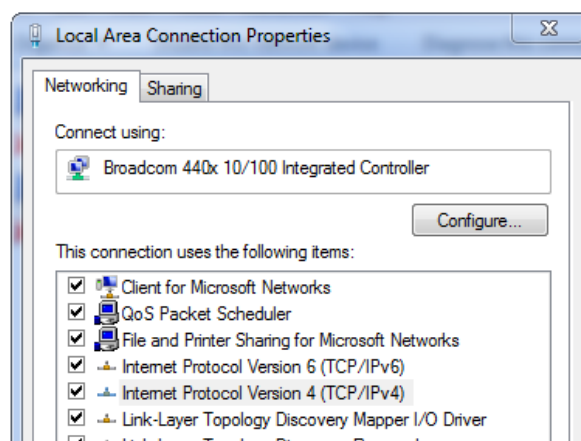 Local Area Connection Properties
Networking
Sharing
Connect using:
Broadcom 440x 10/100 Integrated Controller
Configure...
This connection uses the following items:
Client for Microsoft Networks
QoS Packet Scheduler
File and Printer Sharing for Microsoft Networks
Internet Protocol Version 6 (TCP/IPv6)
Internet Protocol Version 4 (TCP/IPv4)
Link-Layer Topology Discovery Mapper I/O Driver